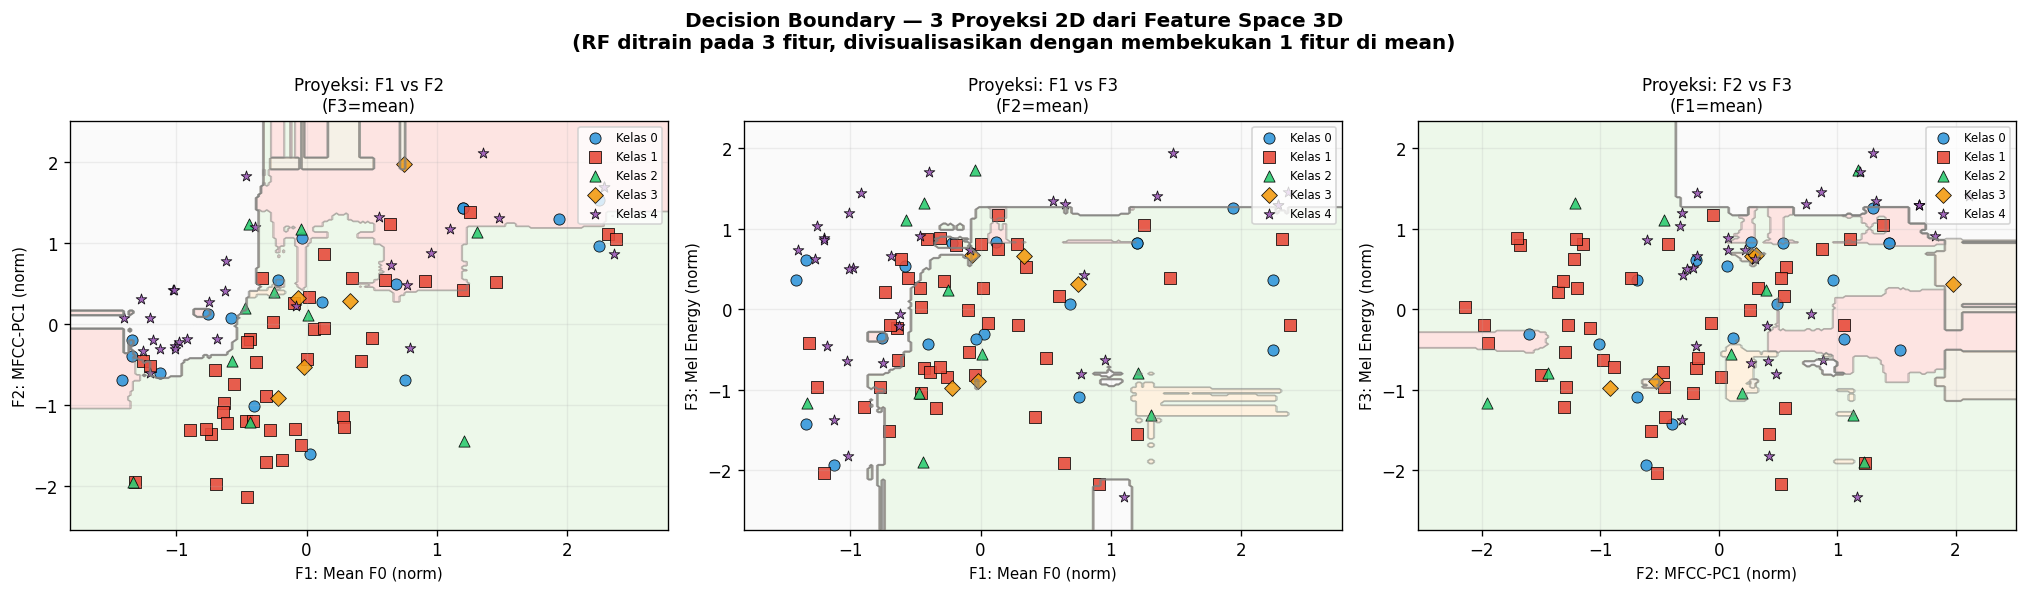 Decision Boundary — 3 Proyeksi 2D dari Feature Space 3D
(RF ditrain pada 3 fitur, divisualisasikan dengan membekukan 1 fitur di mean)
Proyeksi: F1 vs F2
(F3=mean)
Kelas 0
Kelas 1
Kelas 2
Kelas 3
Kelas 4
2
1
0
−1
−2
F2: MFCC-PC1 (norm)
−1
0
1
2
F1: Mean F0 (norm)
Proyeksi: F1 vs F3
(F2=mean)
Kelas 0
Kelas 1
Kelas 2
Kelas 3
Kelas 4
2
1
0
−1
−2
F3: Mel Energy (norm)
−1
0
1
2
F1: Mean F0 (norm)
Proyeksi: F2 vs F3
(F1=mean)
Kelas 0
Kelas 1
Kelas 2
Kelas 3
Kelas 4
2
1
0
−1
−2
F3: Mel Energy (norm)
−2
−1
0
1
2
F2: MFCC-PC1 (norm)